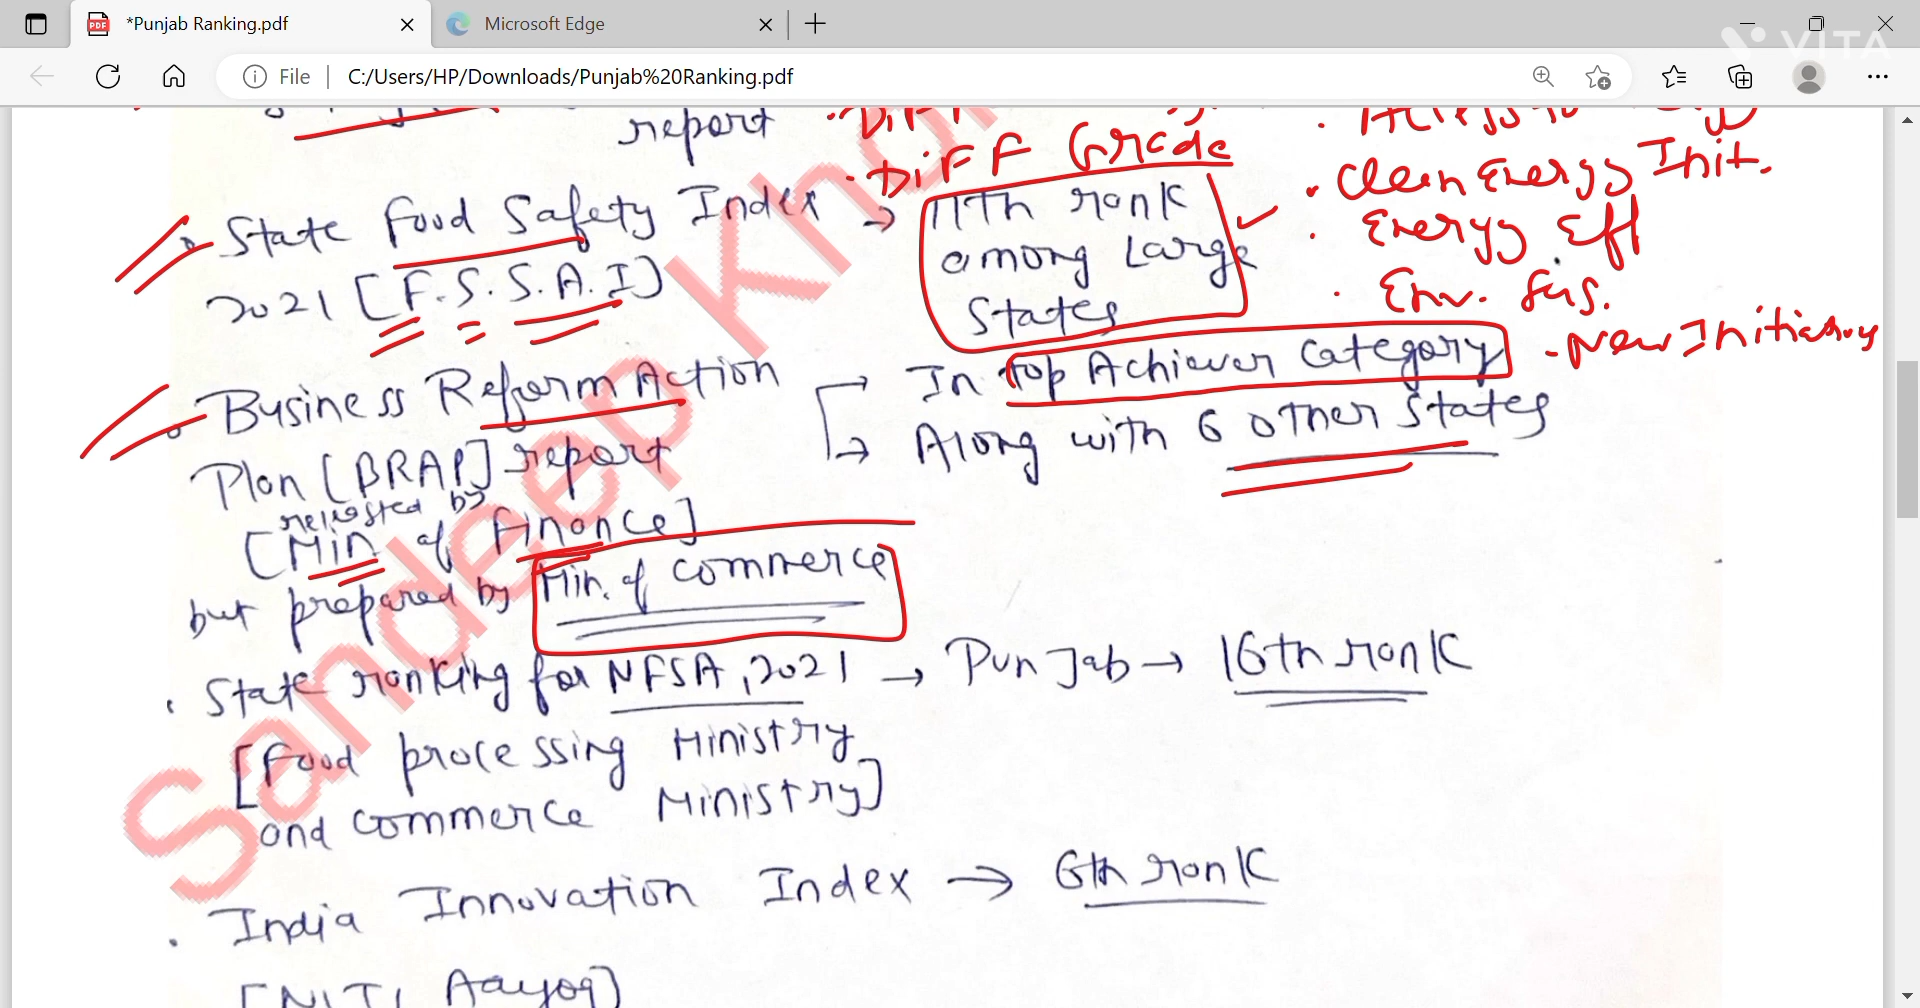 *Punjab Ranking.pdf
Microsoft Edge
VITA
File
C:/Users/HP/Downloads/Punjab%20Ranking.pdf
report
DiFF Grade
Clean Energy Init.
State Food Safety Index → 11Th rank
Energy Eff
2021 [F.S.S.A.I]
among Large
States
Env. Sus.
New Initiatives
Business Reform Action
→ In top Achiever Category
Plan [BRAP] report
→ Along with 6 other states
[released by
Min of Finance]
but prepared by Min. of commerce
State ranking for NFSA, 2021 → Punjab → 16th rank
[Food processing Ministry
and commerce Ministry]
India Innovation Index → 6th rank
[NITI Aayog]
Sandeep